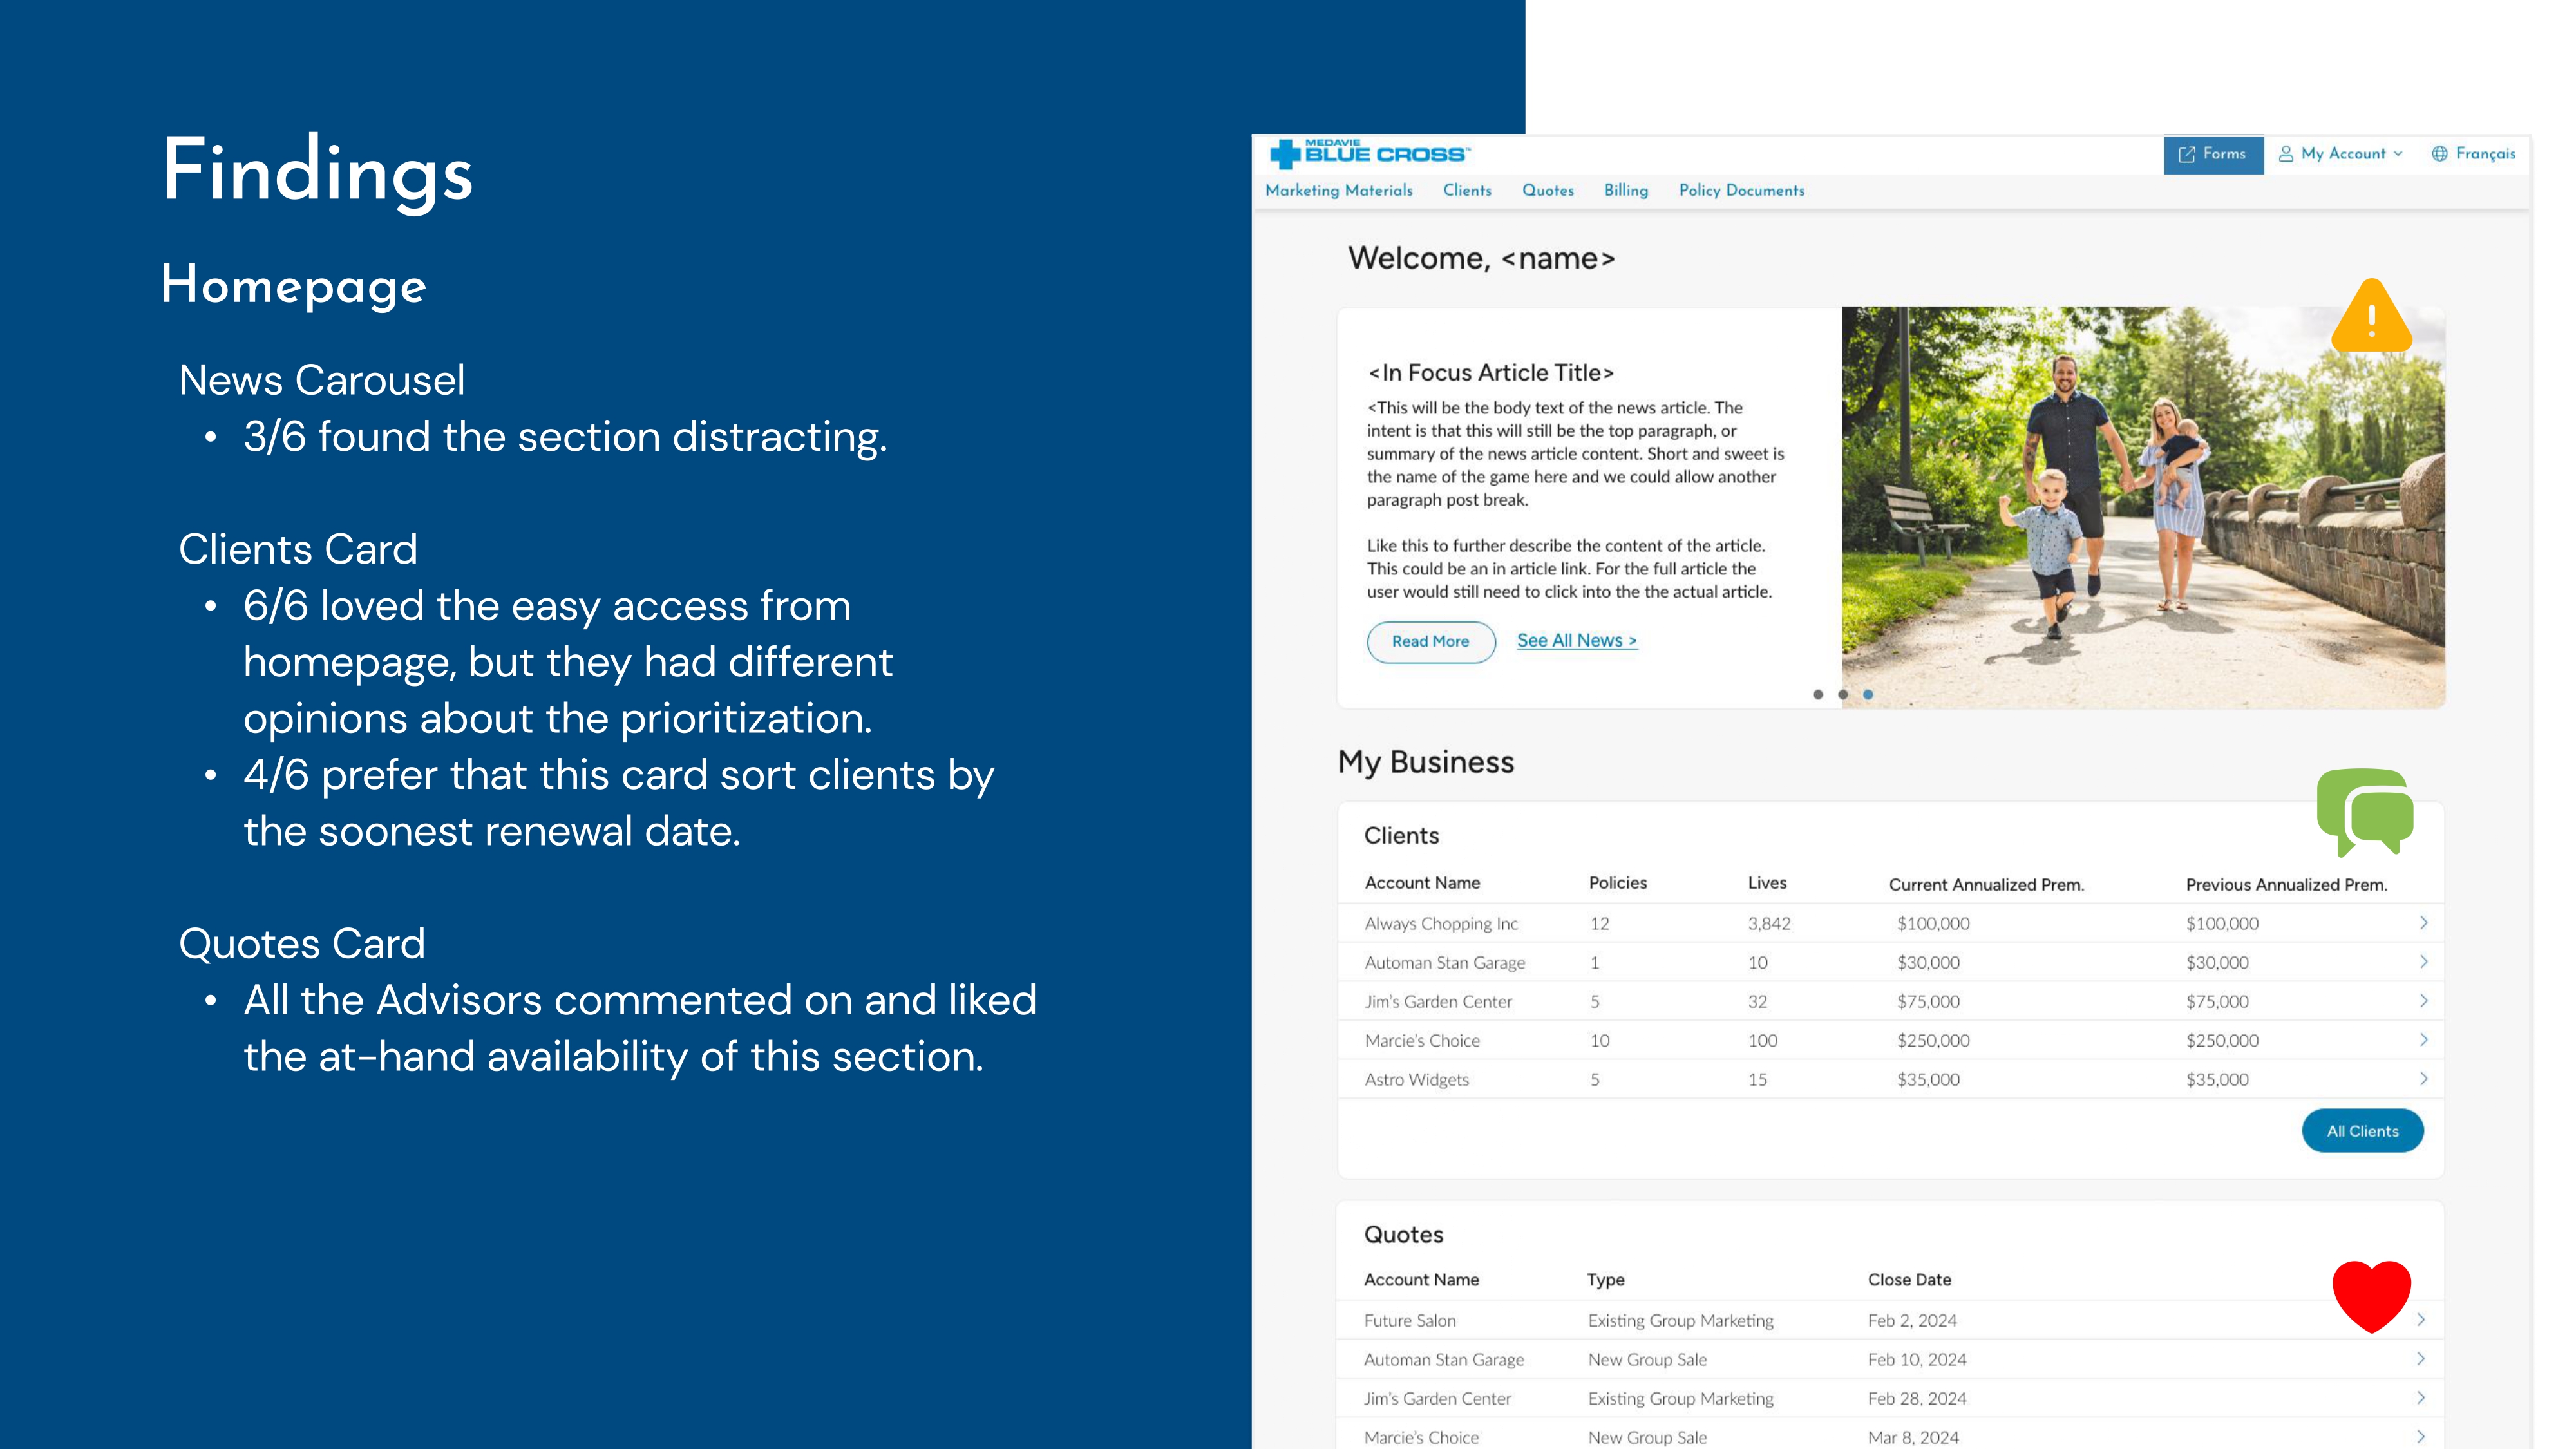 Findings
Homepage
News Carousel
• 3/6 found the section distracting.
Clients Card
• 6/6 loved the easy access from
homepage, but they had different
opinions about the prioritization.
• 4/6 prefer that this card sort clients by
the soonest renewal date.
Quotes Card
• All the Advisors commented on and liked
the at-hand availability of this section.
MEDAVIE
BLUE CROSS™
Forms My Account Français
Marketing Materials Clients Quotes Billing Policy Documents
Welcome, <name>
<In Focus Article Title>
<This will be the body text of the news article. The
intent is that this will still be the top paragraph, or
summary of the news article content. Short and sweet is
the name of the game here and we could allow another
paragraph post break.
Like this to further describe the content of the article.
This could be an in article link. For the full article the
user would still need to click into the the actual article.
Read More See All News >
My Business
Clients
Account Name Policies Lives Current Annualized Prem. Previous Annualized Prem.
Always Chopping Inc 12 3,842 $100,000 $100,000
Automan Stan Garage 1 10 $30,000 $30,000
Jim's Garden Center 5 32 $75,000 $75,000
Marcie's Choice 10 100 $250,000 $250,000
Astro Widgets 5 15 $35,000 $35,000
All Clients
Quotes
Account Name Type Close Date
Future Salon Existing Group Marketing Feb 2, 2024
Automan Stan Garage New Group Sale Feb 10, 2024
Jim's Garden Center Existing Group Marketing Feb 28, 2024
Marcie's Choice New Group Sale Mar 8, 2024